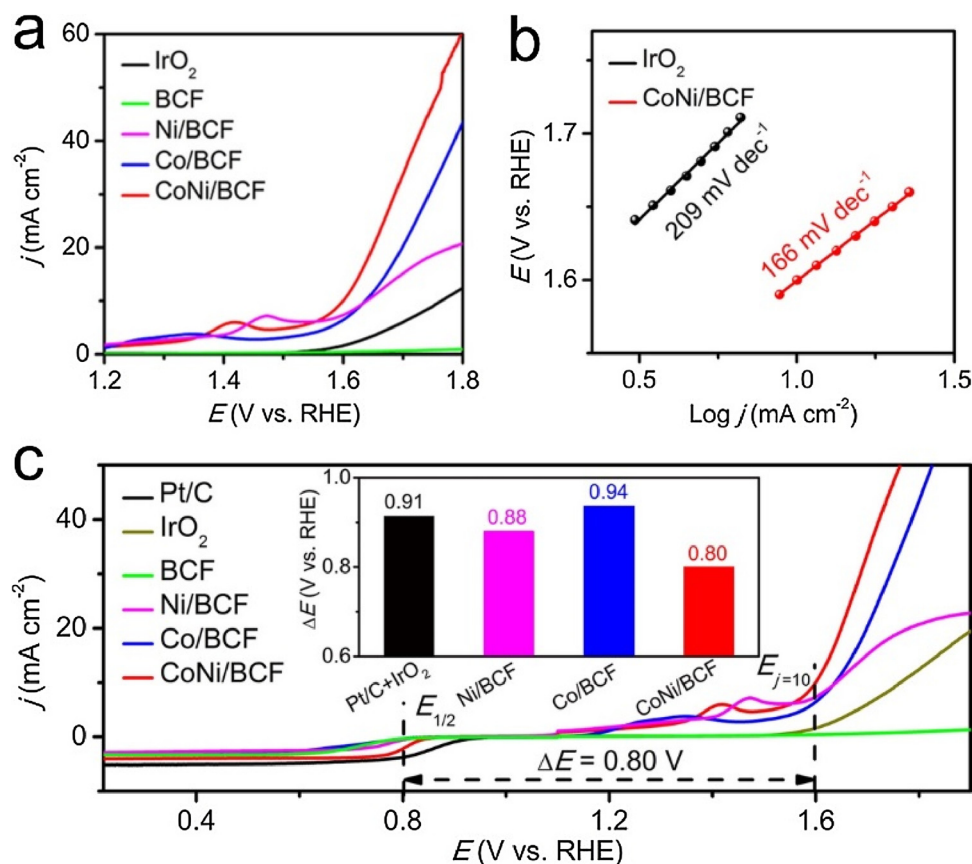 a
60
40
20
0
j (mA cm⁻²)
IrO₂
BCF
Ni/BCF
Co/BCF
CoNi/BCF
1.2
1.4
1.6
1.8
E (V vs. RHE)
b
IrO₂
CoNi/BCF
1.7
1.6
E (V vs. RHE)
209 mV dec⁻¹
166 mV dec⁻¹
0.5
1.0
1.5
Log j (mA cm⁻²)
c
40
20
0
j (mA cm⁻²)
Pt/C
IrO₂
BCF
Ni/BCF
Co/BCF
CoNi/BCF
1.0
0.8
0.6
ΔE (V vs. RHE)
0.91
0.88
0.94
0.80
Pt/C+IrO₂
Ni/BCF
Co/BCF
CoNi/BCF
E₁/₂
Eⱼ₌₁₀
ΔE = 0.80 V
0.4
0.8
1.2
1.6
E (V vs. RHE)